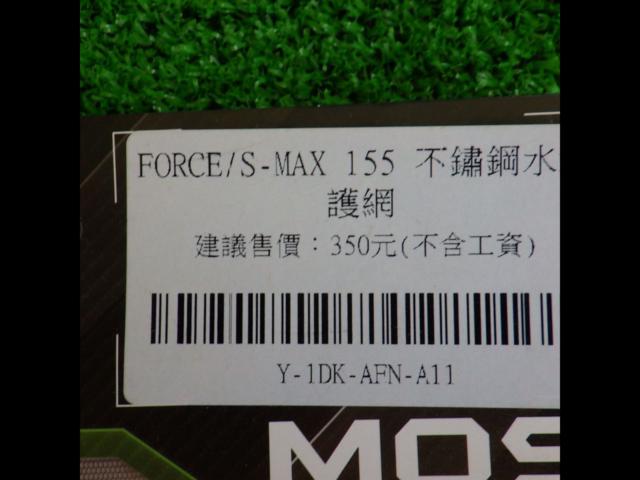 FORCE/S-MAX 155 不鏽鋼水
護網
建議售價：350元(不含工資)
Y-1DK-AFN-A11
MOS